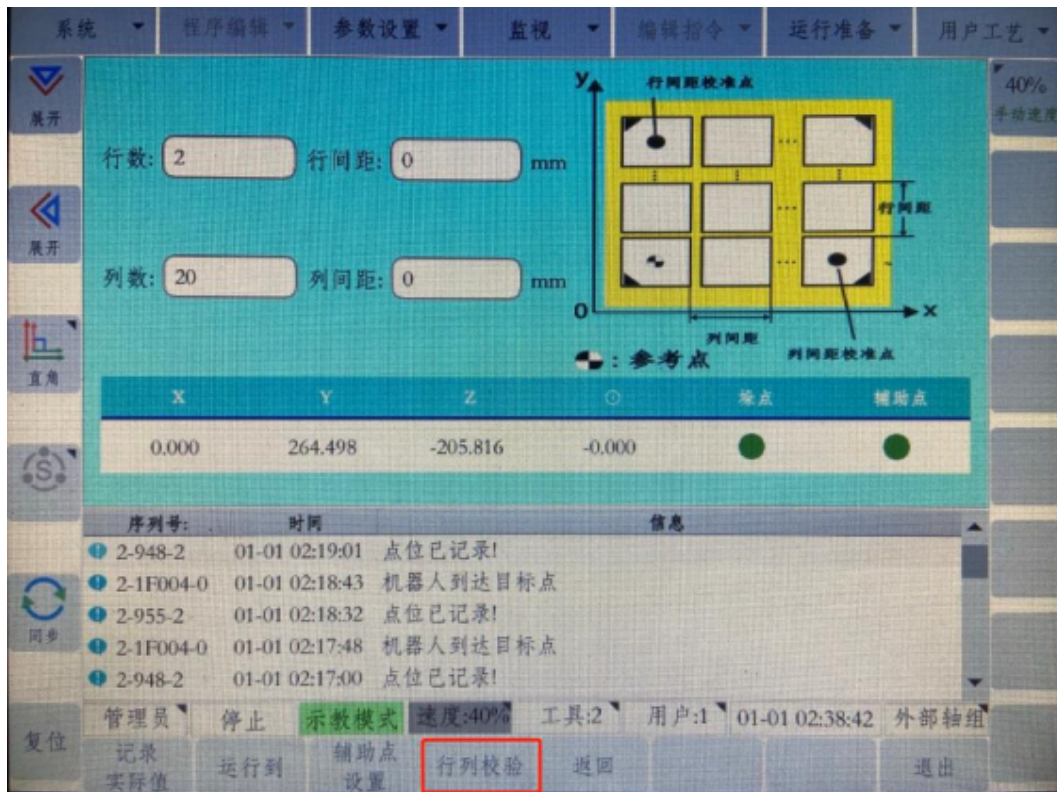 系统 程序编辑 参数设置 监视 编辑指令 运行准备 用户工艺
展开
40%
手动速度
行数: 2 行间距: 0 mm
y
行间距校准点
行间距
展开
列数: 20 列间距: 0 mm
0
x
列间距
列间距校准点
: 参考点
直角
X Y Z 垛点 辅助点
0.000 264.498 -205.816 -0.000
S
序列号: 时间 信息
2-948-2 01-01 02:19:01 点位已记录!
2-1F004-0 01-01 02:18:43 机器人到达目标点
2-955-2 01-01 02:18:32 点位已记录!
同步
2-1F004-0 01-01 02:17:48 机器人到达目标点
2-948-2 01-01 02:17:00 点位已记录!
管理员 停止 示教模式 速度:40% 工具:2 用户:1 01-01 02:38:42 外部轴组
复位
记录
实际值
运行到
辅助点
设置
行列校验
返回
退出